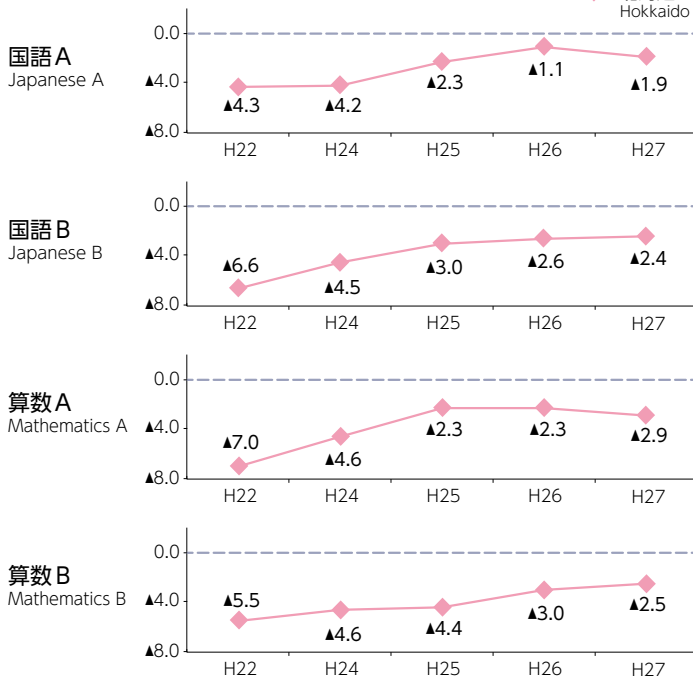 Hokkaido
国語A
Japanese A
0.0
▲4.0
▲8.0
▲4.3
▲4.2
▲2.3
▲1.1
▲1.9
H22
H24
H25
H26
H27
国語B
Japanese B
0.0
▲4.0
▲8.0
▲6.6
▲4.5
▲3.0
▲2.6
▲2.4
H22
H24
H25
H26
H27
算数A
Mathematics A
0.0
▲4.0
▲8.0
▲7.0
▲4.6
▲2.3
▲2.3
▲2.9
H22
H24
H25
H26
H27
算数B
Mathematics B
0.0
▲4.0
▲8.0
▲5.5
▲4.6
▲4.4
▲3.0
▲2.5
H22
H24
H25
H26
H27